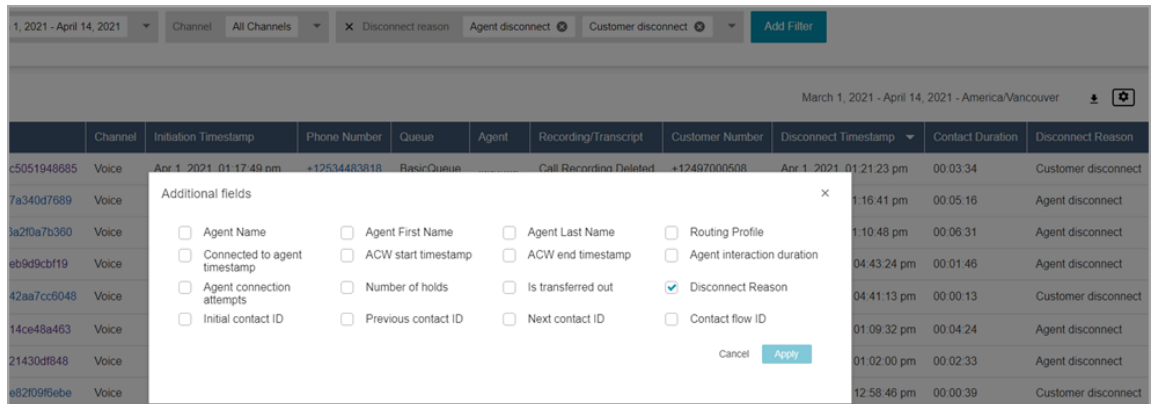 1, 2021 - April 14, 2021 Channel All Channels Disconnect reason Agent disconnect Customer disconnect Add Filter
March 1, 2021 - April 14, 2021 - America/Vancouver
Channel Initiation Timestamp Phone Number Queue Agent Recording/Transcript Customer Number Disconnect Timestamp Contact Duration Disconnect Reason
c5051948685 Voice Apr 1, 2021, 01:17:49 pm +12534483818 BasicQueue Call Recording Deleted +12497000508 Apr 1, 2021, 01:21:23 pm 00:03:34 Customer disconnect
Additional fields
7a340d7689 Voice 1:16:41 pm 00:05:16 Agent disconnect
Agent Name Agent First Name Agent Last Name Routing Profile
6a2f0a7b360 Voice 1:10:48 pm 00:06:31 Agent disconnect
Connected to agent timestamp ACW start timestamp ACW end timestamp Agent interaction duration
eb9d9cbf19 Voice 04:43:24 pm 00:01:46 Agent disconnect
Agent connection attempts Number of holds Is transferred out Disconnect Reason
42aa7cc6048 Voice 04:41:13 pm 00:00:13 Customer disconnect
Initial contact ID Previous contact ID Next contact ID Contact flow ID
14ce48a463 Voice 01:09:32 pm 00:04:24 Agent disconnect
Cancel Apply
21430df848 Voice 01:02:00 pm 00:02:33 Agent disconnect
e82f09f6ebe Voice 12:58:46 pm 00:00:39 Customer disconnect